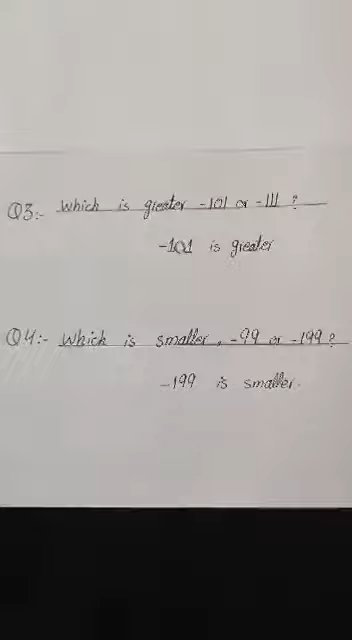 Q3:- Which is greater -101 or -111 ?
-101 is greater
Q4:- Which is smaller, -99 or -199 ?
-199 is smaller.